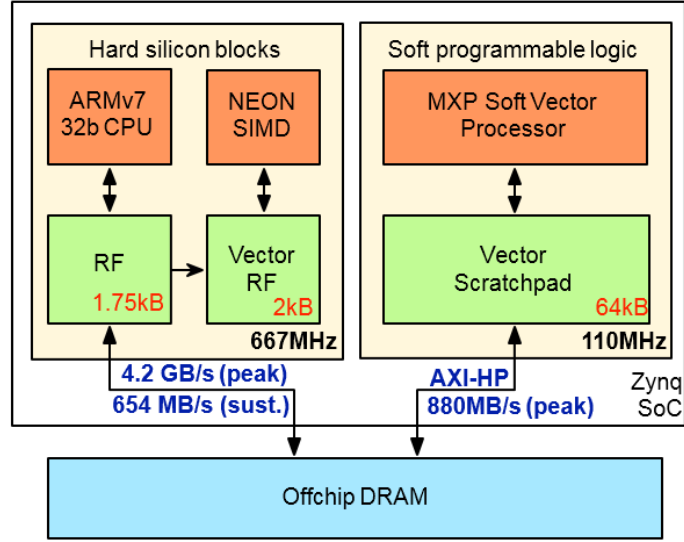 Hard silicon blocks
ARMv7
32b CPU
NEON
SIMD
RF
1.75kB
Vector
RF
2kB
667MHz
Soft programmable logic
MXP Soft Vector
Processor
Vector
Scratchpad
64kB
110MHz
4.2 GB/s (peak)
654 MB/s (sust.)
AXI-HP
880MB/s (peak)
Zynq
SoC
Offchip DRAM